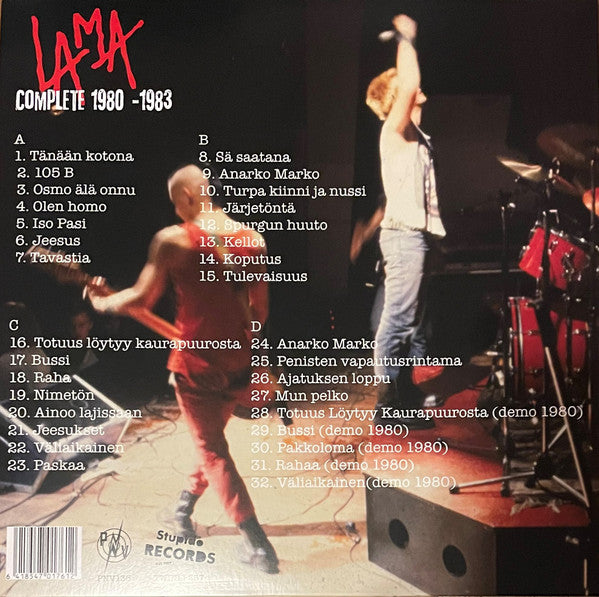 LAMA
COMPLETE 1980 -1983
A
1. Tänään kotona
2. 105 B
3. Osmo älä onnu
4. Olen homo
5. Iso Pasi
6. Jeesus
7. Tavastia
B
8. Sä saatana
9. Anarko Marko
10. Turpa kiinni ja nussi
11. Järjetöntä
12. Spurgun huuto
13. Kellot
14. Koputus
15. Tulevaisuus
C
16. Totuus löytyy kaurapuurosta
17. Bussi
18. Raha
19. Nimetön
20. Ainoo lajissaan
21. Jeesukset
22. Väliaikainen
23. Paskaa
D
24. Anarko Marko
25. Penisten vapautusrintama
26. Ajatuksen loppu
27. Mun pelko
28. Totuus Löytyy Kaurapuurosta (demo 1980)
29. Bussi (demo 1980)
30. Pakkoloma (demo 1980)
31. Rahaa (demo 1980)
32. Väliaikainen(demo 1980)
6 418547 017612
PNV
Stupido
RECORDS